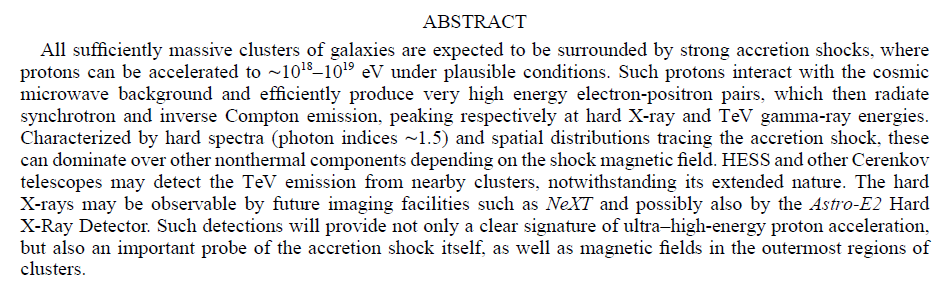 ABSTRACT
All sufficiently massive clusters of galaxies are expected to be surrounded by strong accretion shocks, where
protons can be accelerated to ~10¹⁸–10¹⁹ eV under plausible conditions. Such protons interact with the cosmic
microwave background and efficiently produce very high energy electron-positron pairs, which then radiate
synchrotron and inverse Compton emission, peaking respectively at hard X-ray and TeV gamma-ray energies.
Characterized by hard spectra (photon indices ~1.5) and spatial distributions tracing the accretion shock, these
can dominate over other nonthermal components depending on the shock magnetic field. HESS and other Cerenkov
telescopes may detect the TeV emission from nearby clusters, notwithstanding its extended nature. The hard
X-rays may be observable by future imaging facilities such as NeXT and possibly also by the Astro-E2 Hard
X-Ray Detector. Such detections will provide not only a clear signature of ultra–high-energy proton acceleration,
but also an important probe of the accretion shock itself, as well as magnetic fields in the outermost regions of
clusters.